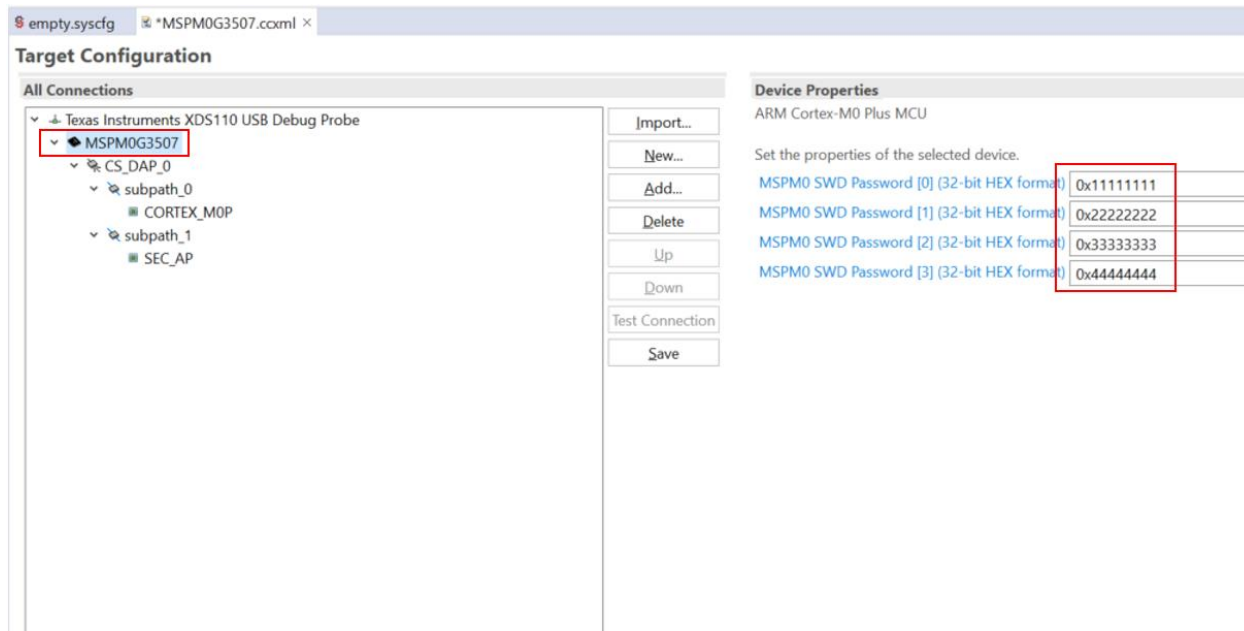 empty.syscfg *MSPM0G3507.ccxml
Target Configuration
All Connections
Texas Instruments XDS110 USB Debug Probe
MSPM0G3507
CS_DAP_0
subpath_0
CORTEX_M0P
subpath_1
SEC_AP
Import...
New...
Add...
Delete
Up
Down
Test Connection
Save
Device Properties
ARM Cortex-M0 Plus MCU
Set the properties of the selected device.
MSPM0 SWD Password [0] (32-bit HEX format) 0x11111111
MSPM0 SWD Password [1] (32-bit HEX format) 0x22222222
MSPM0 SWD Password [2] (32-bit HEX format) 0x33333333
MSPM0 SWD Password [3] (32-bit HEX format) 0x44444444